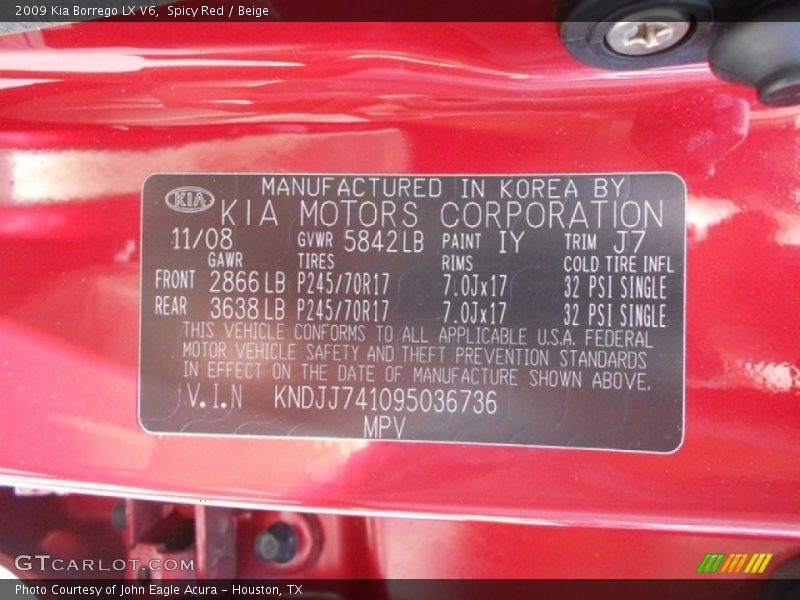 2009 Kia Borrego LX V6, Spicy Red / Beige
MANUFACTURED IN KOREA BY
KIA KIA MOTORS CORPORATION
11/08 GVWR 5842LB PAINT IY TRIM J7
GAWR TIRES RIMS COLD TIRE INFL
FRONT 2866LB P245/70R17 7.0Jx17 32 PSI SINGLE
REAR 3638LB P245/70R17 7.0Jx17 32 PSI SINGLE
THIS VEHICLE CONFORMS TO ALL APPLICABLE U.S.A. FEDERAL
MOTOR VEHICLE SAFETY AND THEFT PREVENTION STANDARDS
IN EFFECT ON THE DATE OF MANUFACTURE SHOWN ABOVE.
V.I.N KNDJJ741095036736
MPV
GTCARLOT.COM
Photo Courtesy of John Eagle Acura - Houston, TX